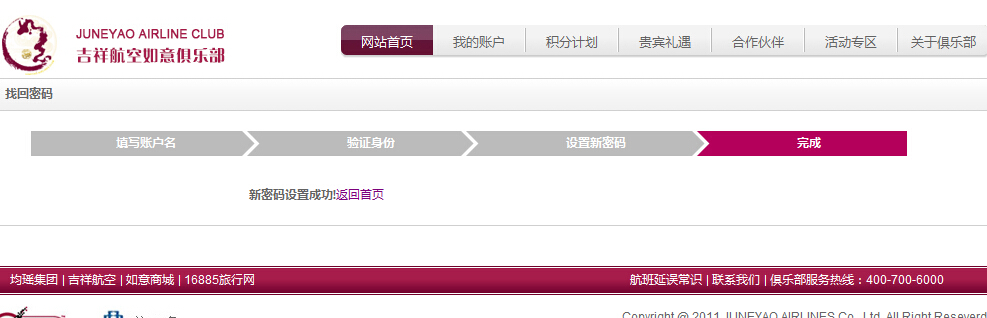 JUNEYAO AIRLINE CLUB
吉祥航空如意俱乐部
网站首页 我的账户 积分计划 贵宾礼遇 合作伙伴 活动专区 关于俱乐部
找回密码
填写账户名 验证身份 设置新密码 完成
新密码设置成功!返回首页
均瑶集团 | 吉祥航空 | 如意商城 | 16885旅行网 航班延误常识 | 联系我们 | 俱乐部服务热线：400-700-6000
Copyright @ 2011 JUNEYAO AIRLINES Co., Ltd. All Right Reseverd